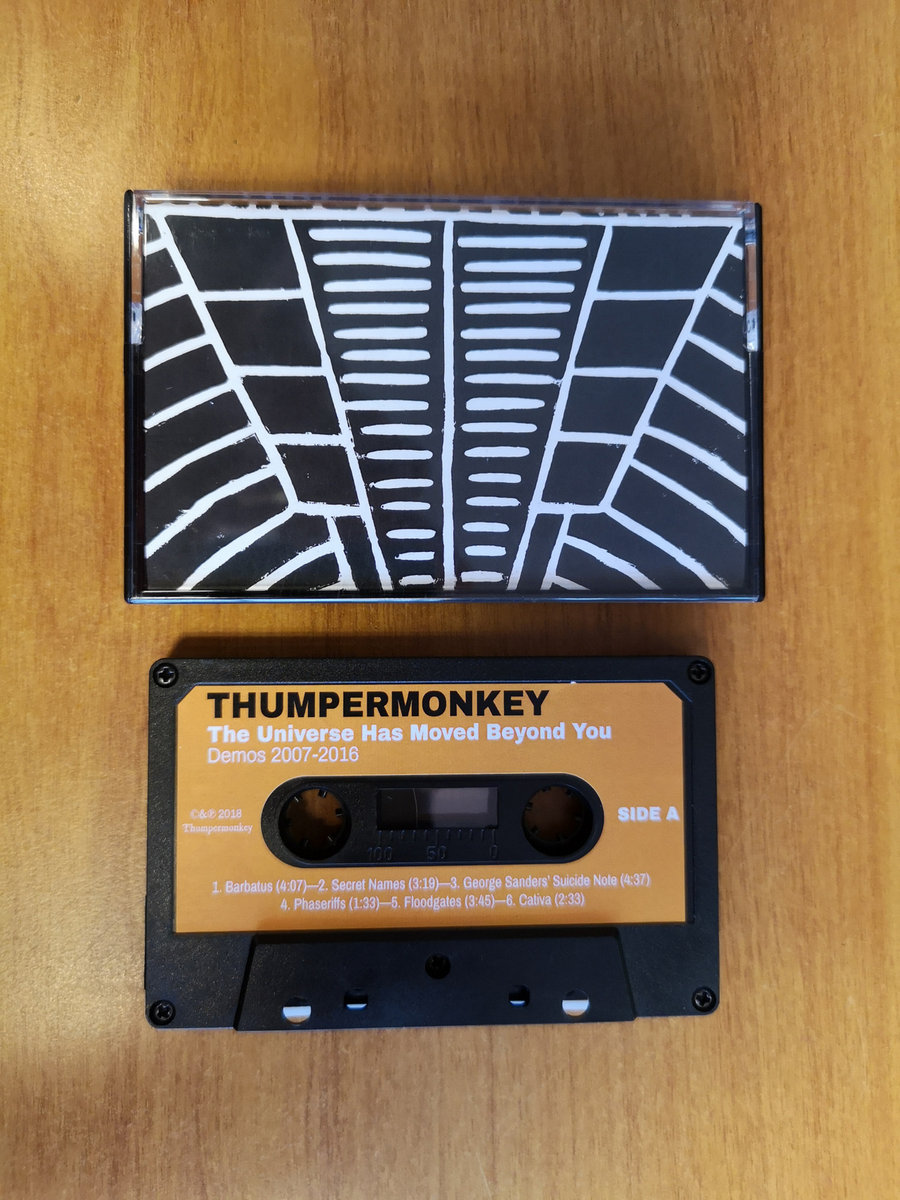 THUMPERMONKEY
The Universe Has Moved Beyond You
Demos 2007-2016
©&℗ 2018
Thumpermonkey
SIDE A
100 50 0
1. Barbatus (4:07)—2. Secret Names (3:19)—3. George Sanders' Suicide Note (4:37)
4. Phaseriffs (1:33)—5. Floodgates (3:45)—6. Cativa (2:33)